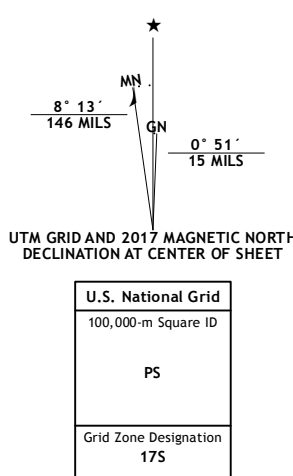 ★
MN
8° 13´
146 MILS
GN
0° 51´
15 MILS
UTM GRID AND 2017 MAGNETIC NORTH
DECLINATION AT CENTER OF SHEET
U.S. National Grid
100,000-m Square ID
PS
Grid Zone Designation
17S